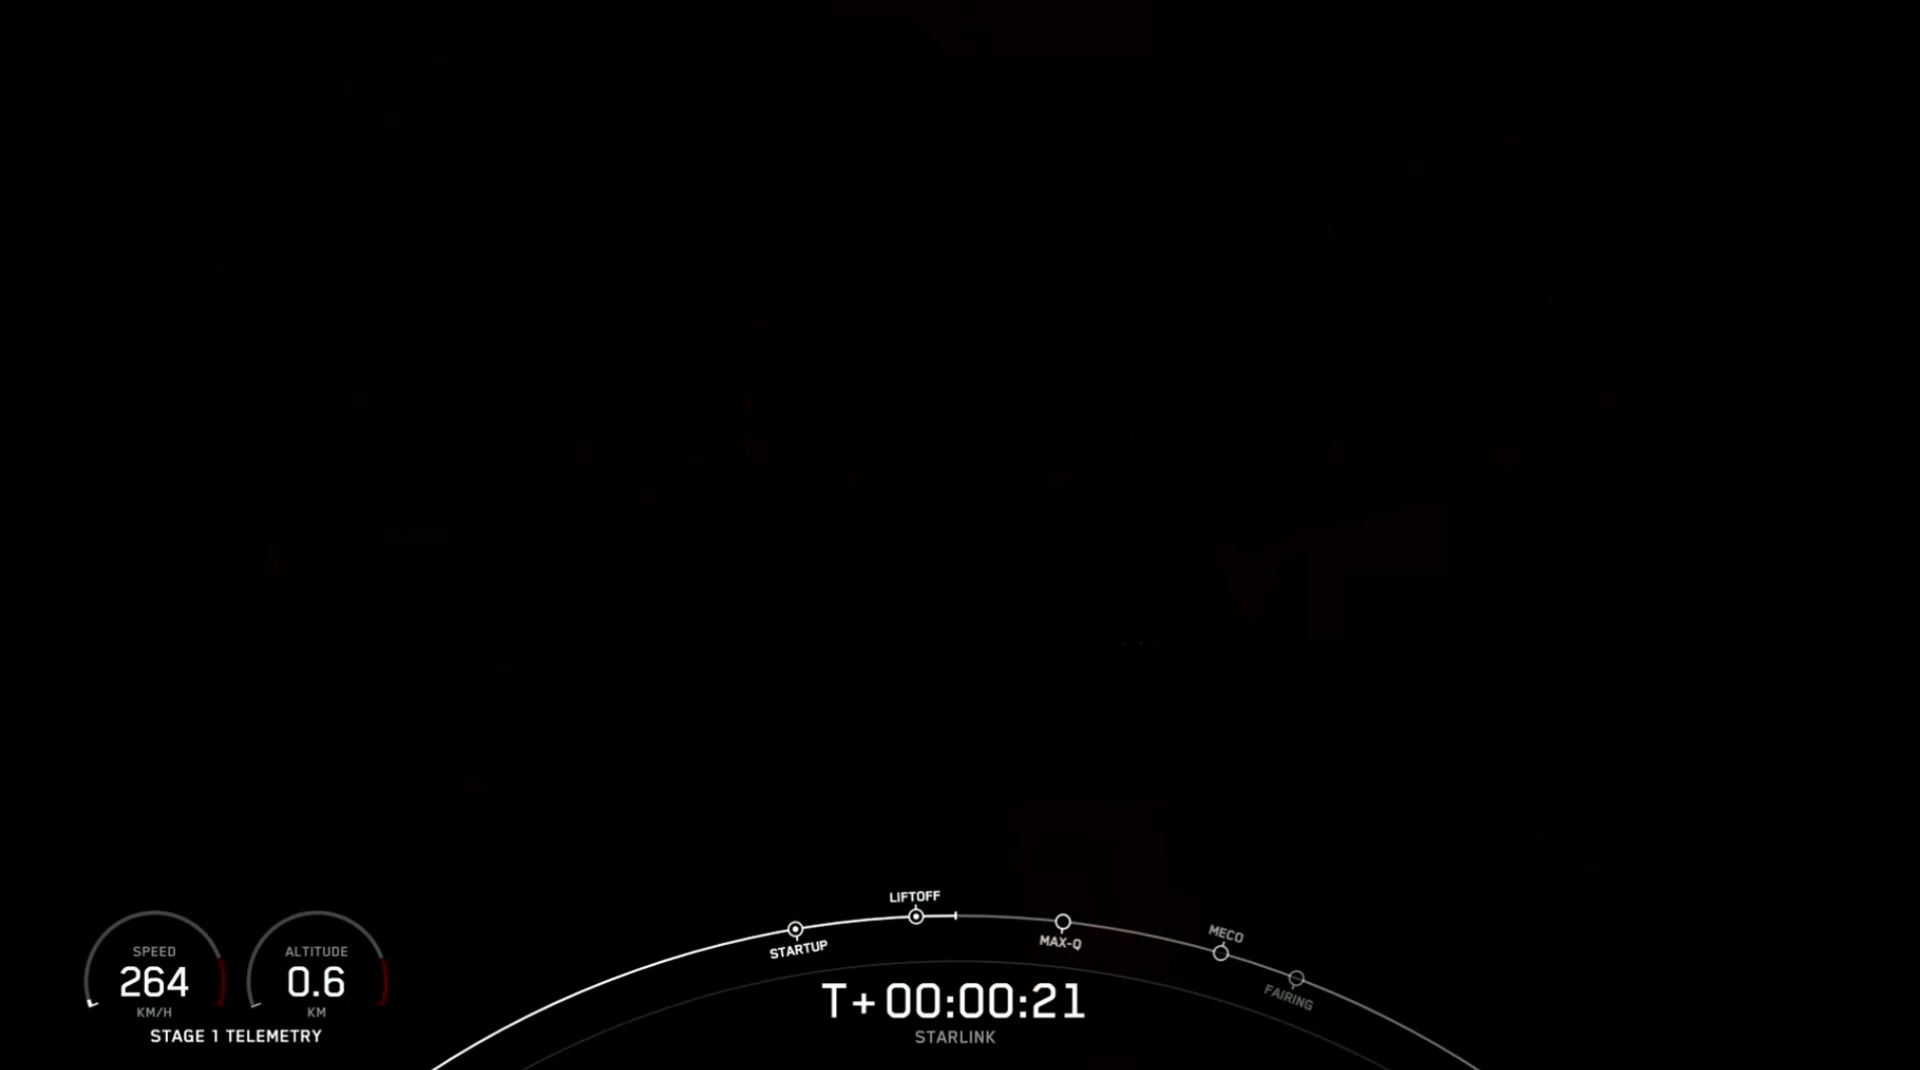 LIFTOFF
STARTUP
MAX-Q
MECO
FAIRING
SPEED
264
KM/H
ALTITUDE
0.6
KM
STAGE 1 TELEMETRY
T+00:00:21
STARLINK